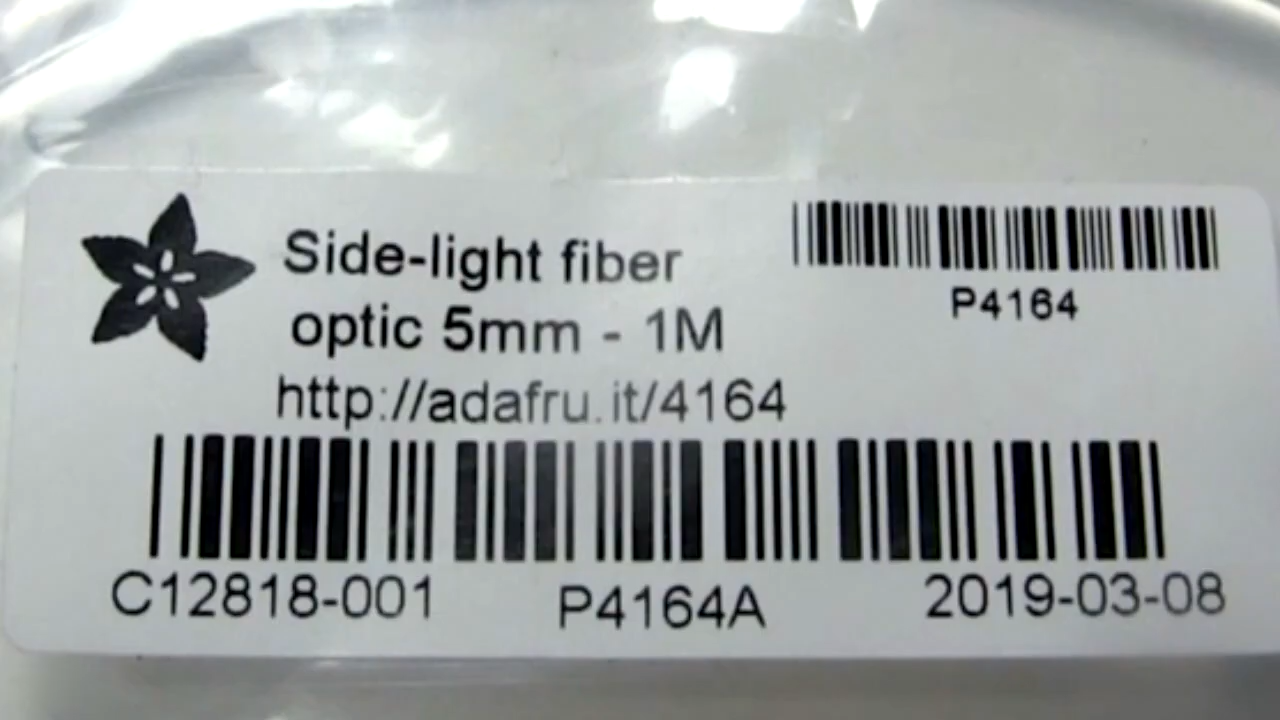 Side-light fiber
optic 5mm - 1M
http://adafru.it/4164
P4164
C12818-001 P4164A 2019-03-08